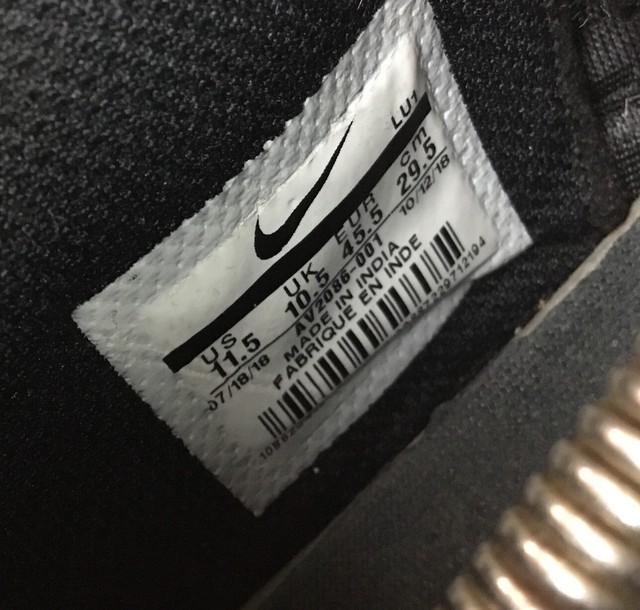 LU1
US UK EUR cm
11.5 10.5 45.5 29.5
07/18/18 AV2086-001 10/12/18
MADE IN INDIA
FABRIQUE EN INDE